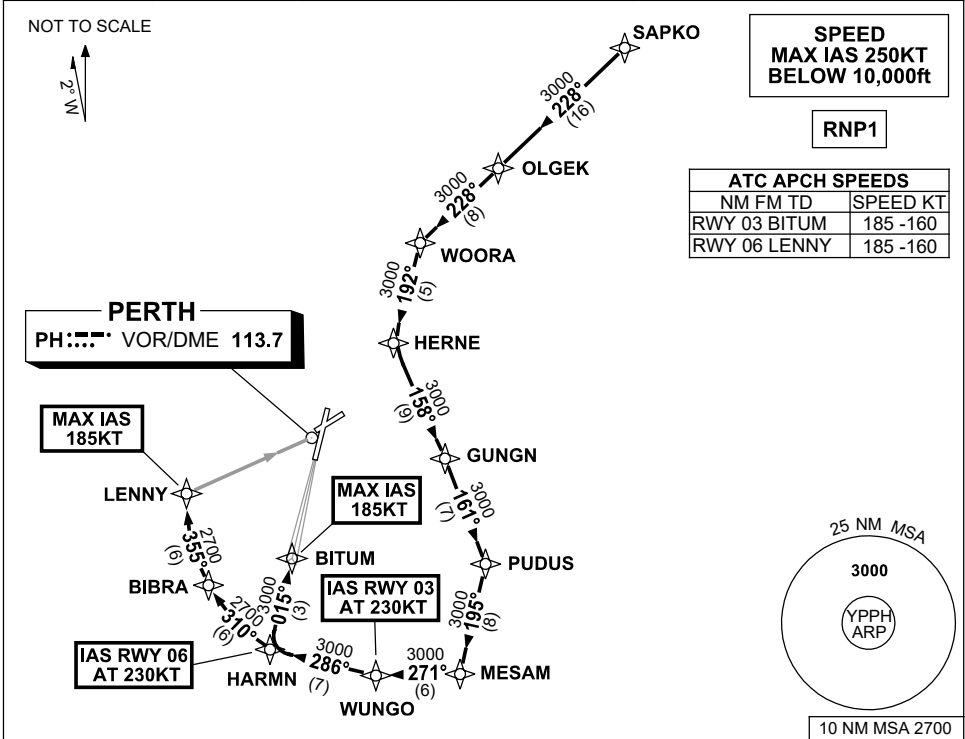 NOT TO SCALE
2° W
SAPKO
SPEED
MAX IAS 250KT
BELOW 10,000ft
RNP1
ATC APCH SPEEDS
NM FM TD SPEED KT
RWY 03 BITUM 185 -160
RWY 06 LENNY 185 -160
3000
228°
(16)
OLGEK
3000
228°
(8)
WOORA
3000
192°
(5)
HERNE
PERTH
PH VOR/DME 113.7
3000
158°
(9)
GUNGN
MAX IAS
185KT
LENNY
MAX IAS
185KT
BITUM
3000
161°
(7)
PUDUS
2700
355°
(6)
BIBRA
2700
310°
(6)
3000
015°
(3)
IAS RWY 03
AT 230KT
3000
195°
(8)
IAS RWY 06
AT 230KT
HARMN
3000
286°
(7)
WUNGO
3000
271°
(6)
MESAM
25 NM MSA
3000
YPPH
ARP
10 NM MSA 2700